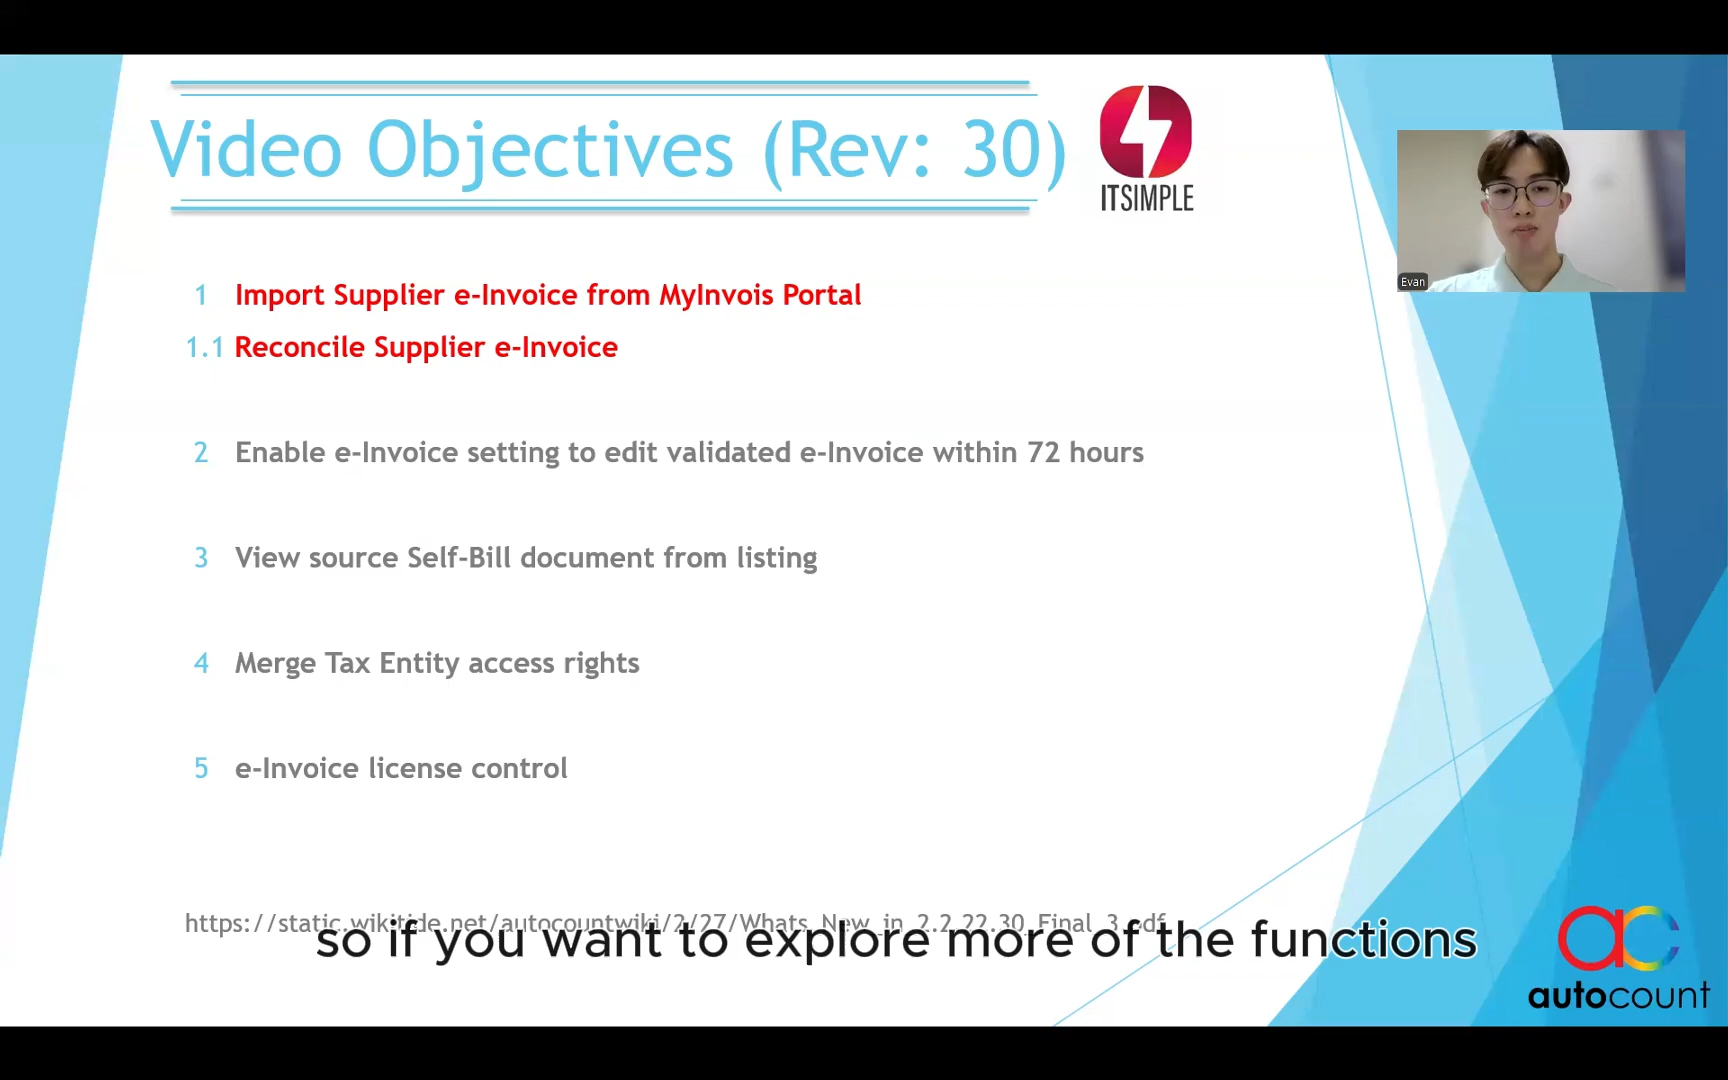 Video Objectives (Rev: 30)
ITSIMPLE
Evan
1 Import Supplier e-Invoice from MyInvois Portal
1.1 Reconcile Supplier e-Invoice
2 Enable e-Invoice setting to edit validated e-Invoice within 72 hours
3 View source Self-Bill document from listing
4 Merge Tax Entity access rights
5 e-Invoice license control
https://static.wikitide.net/autocountwiki/2/27/Whats_New_in_2.2.22.30_Final_3.pdf
so if you want to explore more of the functions
ac
autocount